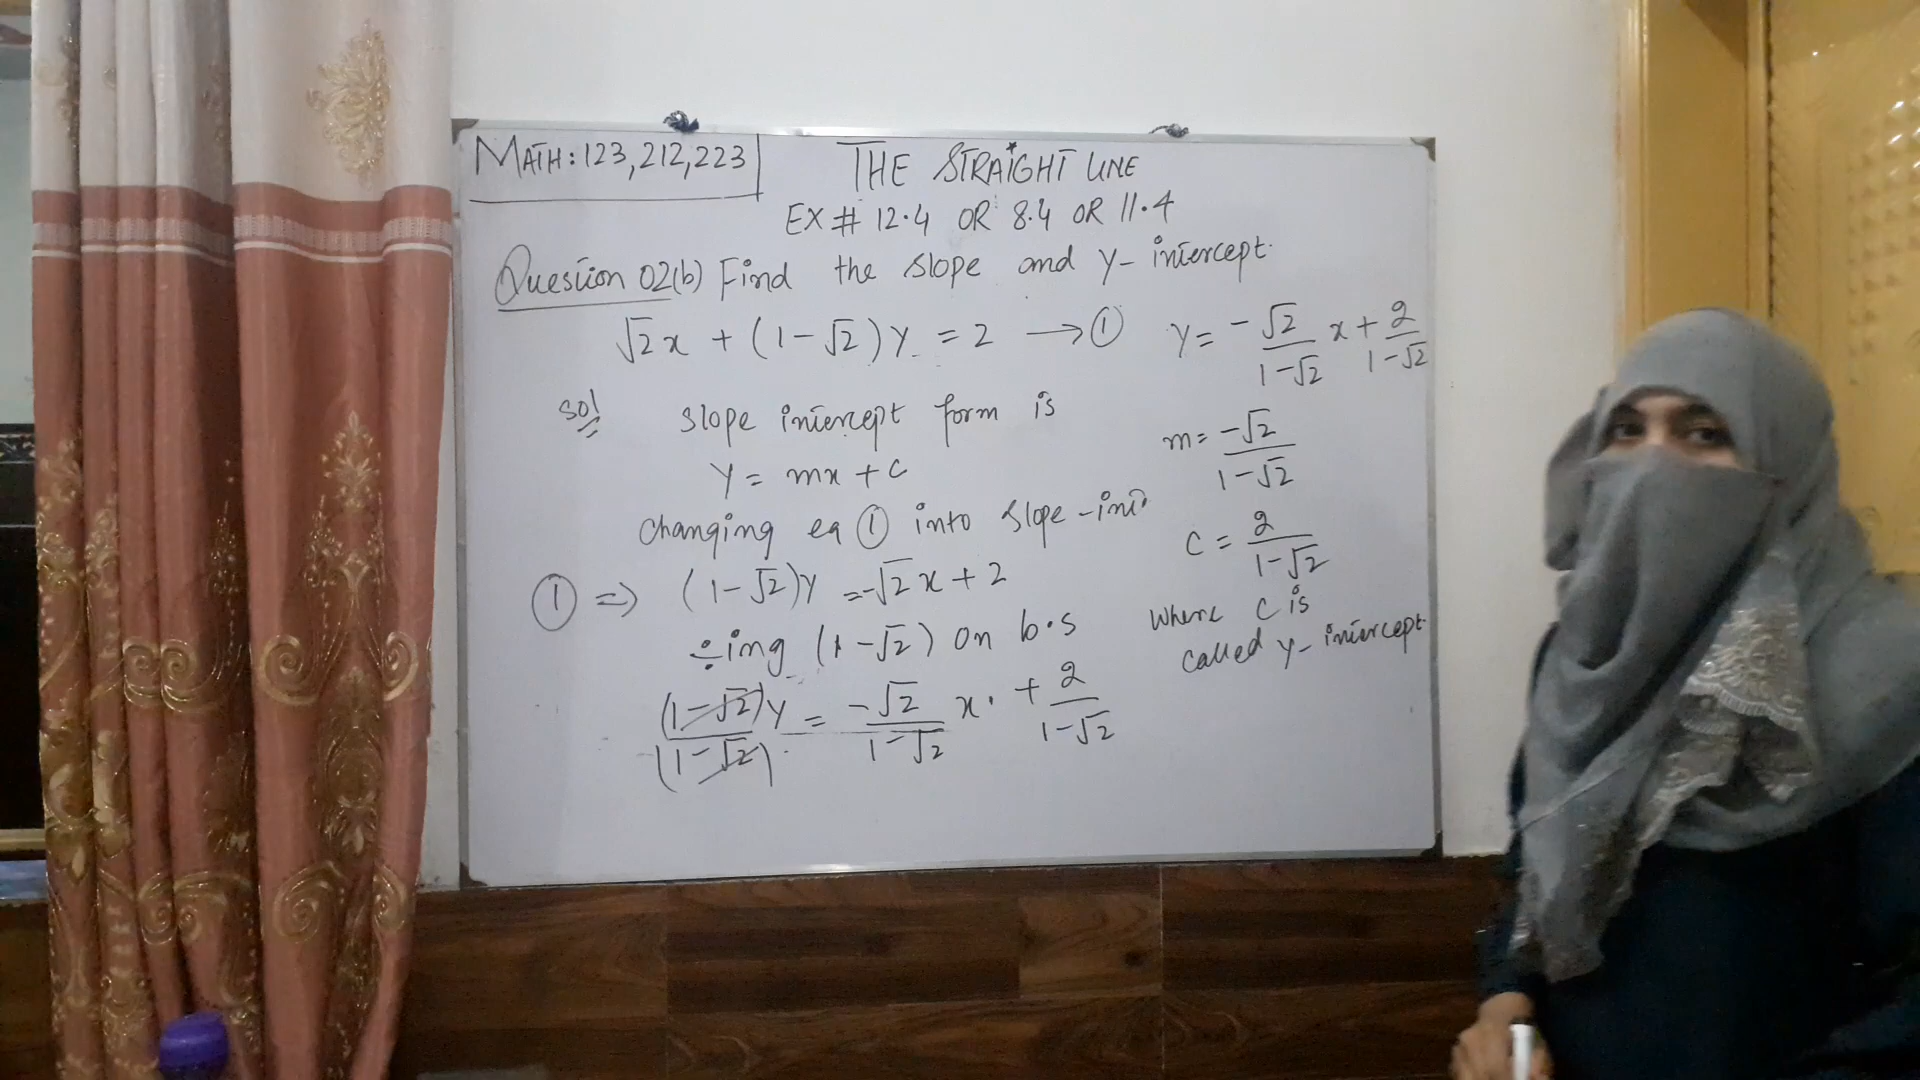 MATH: 123, 212, 223
THE STRAIGHT LINE
EX # 12.4 OR 8.4 OR 11.4
Question 02(b) Find the slope and y-intercept.
√2x + (1-√2)y = 2 → ①
sol
slope intercept form is
y = mx + c
changing eq ① into slope-int.
① ⇒ (1-√2)y = -√2x + 2
÷ing (1-√2) on b.s
(1-√2)y/(1-√2) = -√2/1-√2 x. + 2/1-√2
y = -√2/1-√2 x + 2/1-√2
m = -√2/1-√2
c = 2/1-√2
where c is
called y-intercept.